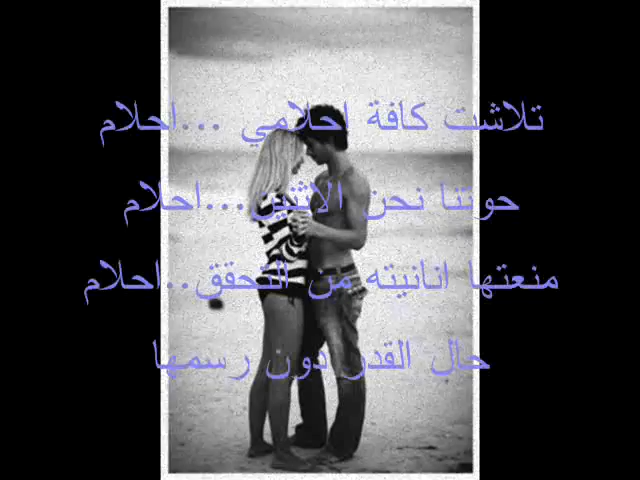 تلاشت كافة احلامي ...احلام
حوتنا نحن الاثنين...احلام
منعتها انانيته من التحقق..احلام
حال القدر دون رسمها